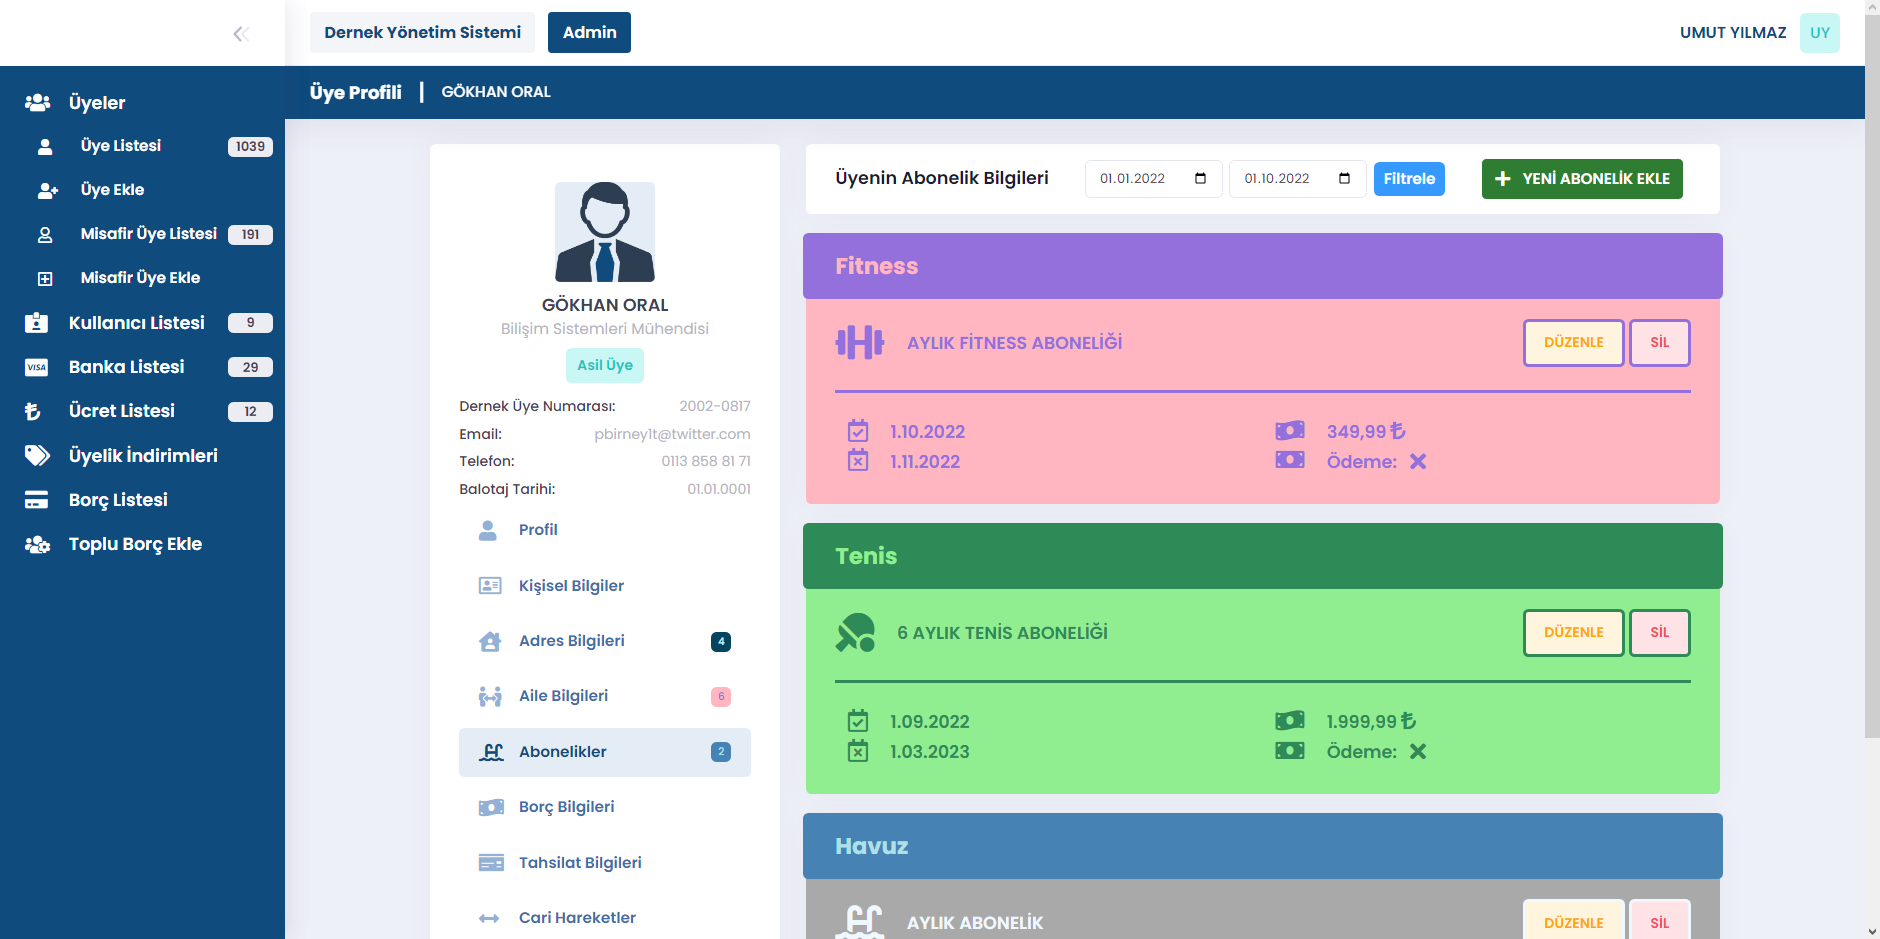 Dernek Yönetim Sistemi
Admin
UMUT YILMAZ
UY
Üyeler
Üye Listesi 1039
Üye Ekle
Misafir Üye Listesi 191
Misafir Üye Ekle
Kullanıcı Listesi 9
VISA Banka Listesi 29
Ücret Listesi 12
Üyelik İndirimleri
Borç Listesi
Toplu Borç Ekle
Üye Profili
GÖKHAN ORAL
GÖKHAN ORAL
Bilişim Sistemleri Mühendisi
Asil Üye
Dernek Üye Numarası: 2002-0817
Email: pbirney1t@twitter.com
Telefon: 0113 858 81 71
Balotaj Tarihi: 01.01.0001
Profil
Kişisel Bilgiler
Adres Bilgileri 4
Aile Bilgileri 6
Abonelikler 2
Borç Bilgileri
Tahsilat Bilgileri
Cari Hareketler
Üyenin Abonelik Bilgileri
01.01.2022
01.10.2022
Filtrele
YENİ ABONELİK EKLE
Fitness
AYLIK FİTNESS ABONELİĞİ
DÜZENLE
SİL
1.10.2022
349,99 ₺
1.11.2022
Ödeme:
Tenis
6 AYLIK TENİS ABONELİĞİ
DÜZENLE
SİL
1.09.2022
1.999,99 ₺
1.03.2023
Ödeme:
Havuz
AYLIK ABONELİK
DÜZENLE
SİL